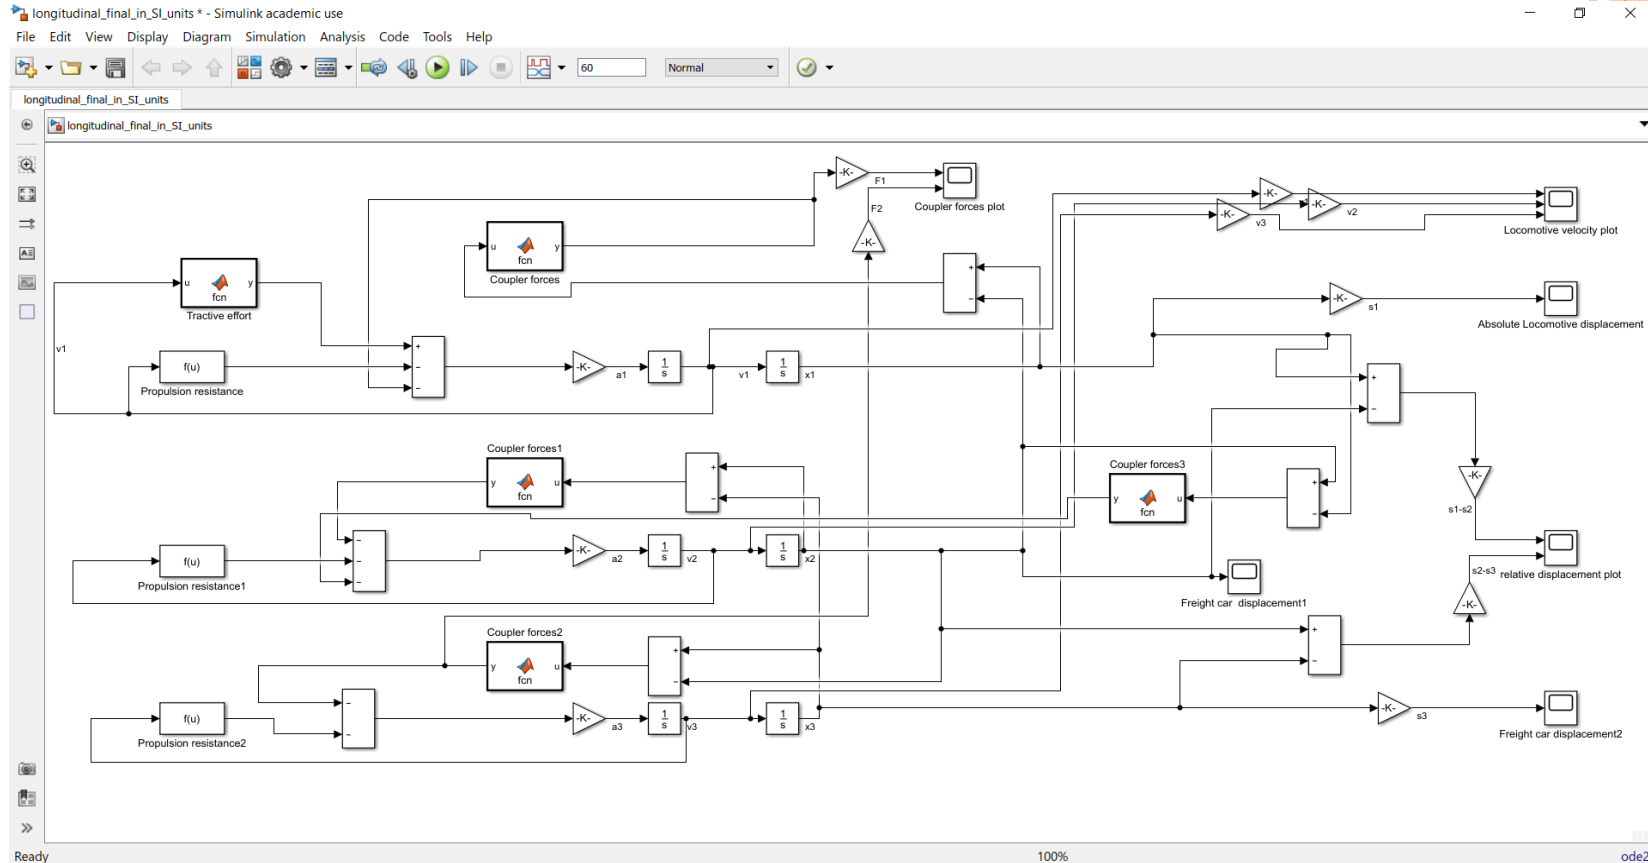 longitudinal_final_in_SI_units * - Simulink academic use
File Edit View Display Diagram Simulation Analysis Code Tools Help
60
Normal
longitudinal_final_in_SI_units
longitudinal_final_in_SI_units
-K-
F1
Coupler forces plot
F2
-K-
-K-
-K-
v2
-K-
v3
Locomotive velocity plot
u
fcn
y
Coupler forces
+
-
u
fcn
y
Tractive effort
-K-
s1
Absolute Locomotive displacement
v1
f(u)
Propulsion resistance
+
-
-
-K-
a1
1
s
v1
1
s
x1
+
-
Coupler forces1
y
fcn
u
+
-
Coupler forces3
y
fcn
u
+
-
-K-
s1-s2
f(u)
Propulsion resistance1
-
-
-
-K-
a2
1
s
v2
1
s
x2
Freight car displacement1
s2-s3
relative displacement plot
-K-
Coupler forces2
y
fcn
u
+
-
+
-
f(u)
Propulsion resistance2
-
-
-K-
a3
1
s
v3
1
s
x3
-K-
s3
Freight car displacement2
Ready
100%
ode2